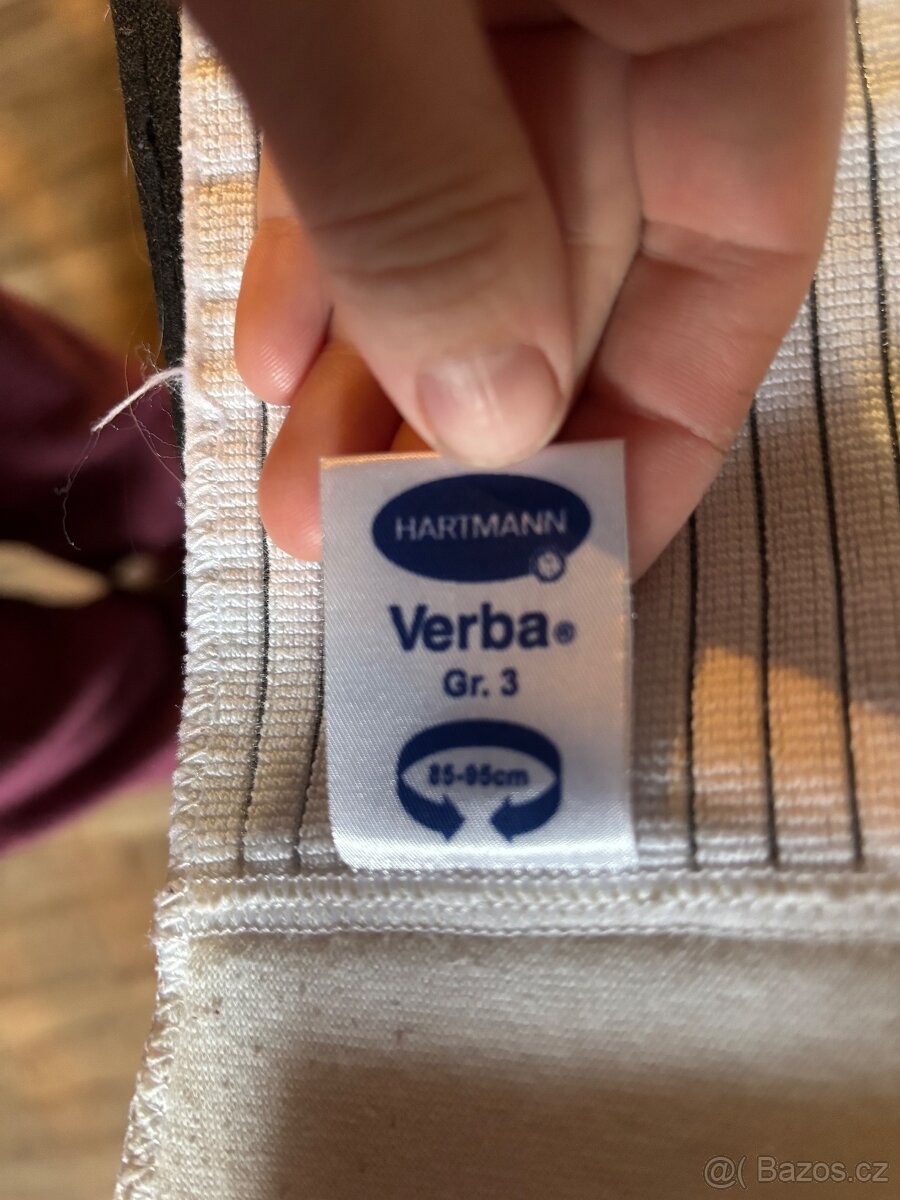 HARTMANN
Verba®
Gr. 3
85-95cm
@( Bazos.cz